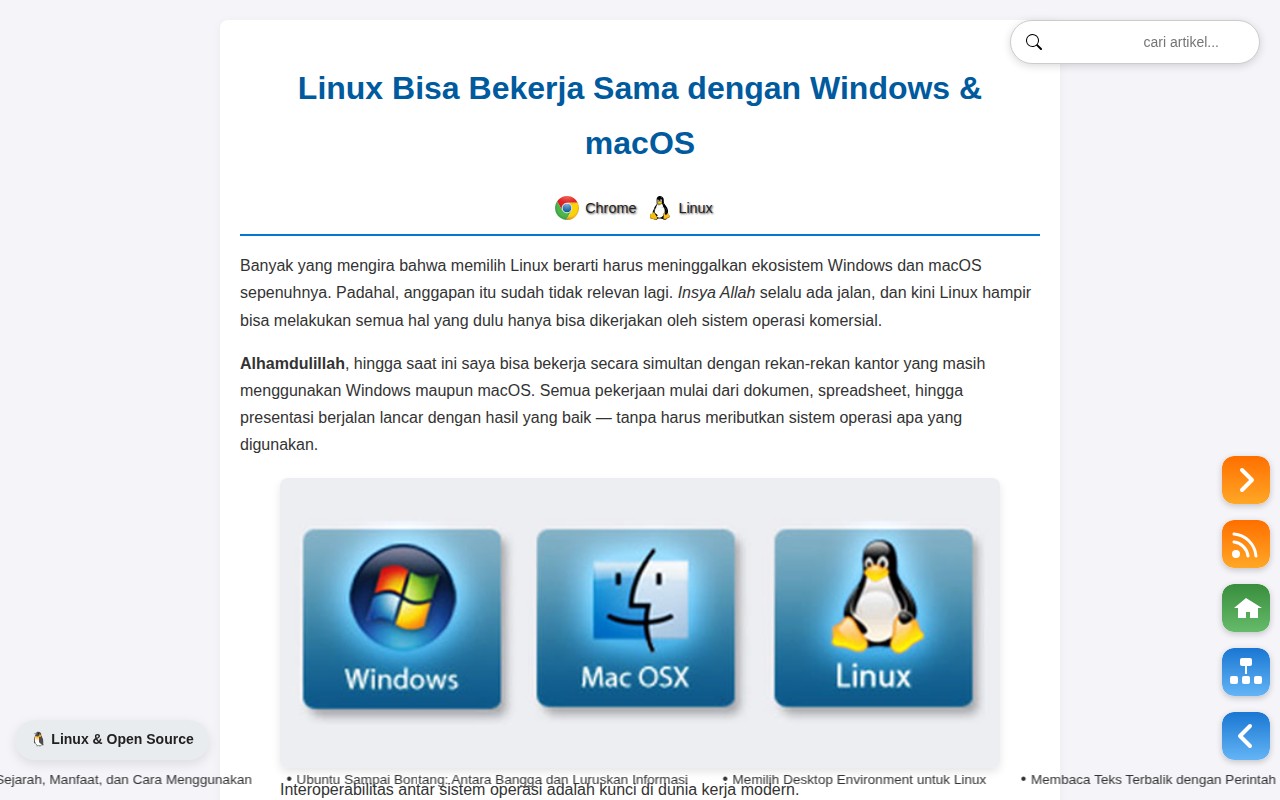 cari artikel...
Linux Bisa Bekerja Sama dengan Windows &
macOS
Chrome Linux
Banyak yang mengira bahwa memilih Linux berarti harus meninggalkan ekosistem Windows dan macOS
sepenuhnya. Padahal, anggapan itu sudah tidak relevan lagi. Insya Allah selalu ada jalan, dan kini Linux hampir
bisa melakukan semua hal yang dulu hanya bisa dikerjakan oleh sistem operasi komersial.
Alhamdulillah, hingga saat ini saya bisa bekerja secara simultan dengan rekan-rekan kantor yang masih
menggunakan Windows maupun macOS. Semua pekerjaan mulai dari dokumen, spreadsheet, hingga
presentasi berjalan lancar dengan hasil yang baik — tanpa harus meributkan sistem operasi apa yang
digunakan.
Windows Mac OSX Linux
Linux & Open Source
Sejarah, Manfaat, dan Cara Menggunakan • Ubuntu Sampai Bontang: Antara Bangga dan Luruskan Informasi • Memilih Desktop Environment untuk Linux • Membaca Teks Terbalik dengan Perintah
Interoperabilitas antar sistem operasi adalah kunci di dunia kerja modern.